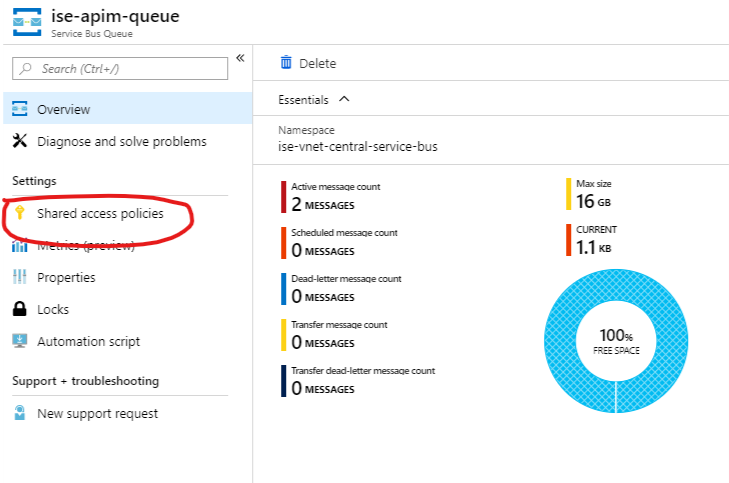 ise-apim-queue
Service Bus Queue
Search (Ctrl+/)
«
Overview
Diagnose and solve problems
Settings
Shared access policies
Metrics (preview)
Properties
Locks
Automation script
Support + troubleshooting
New support request
Delete
Essentials
Namespace
ise-vnet-central-service-bus
Active message count
2 MESSAGES
Scheduled message count
0 MESSAGES
Dead-letter message count
0 MESSAGES
Transfer message count
0 MESSAGES
Transfer dead-letter message count
0 MESSAGES
Max size
16 GB
CURRENT
1.1 KB
100%
FREE SPACE